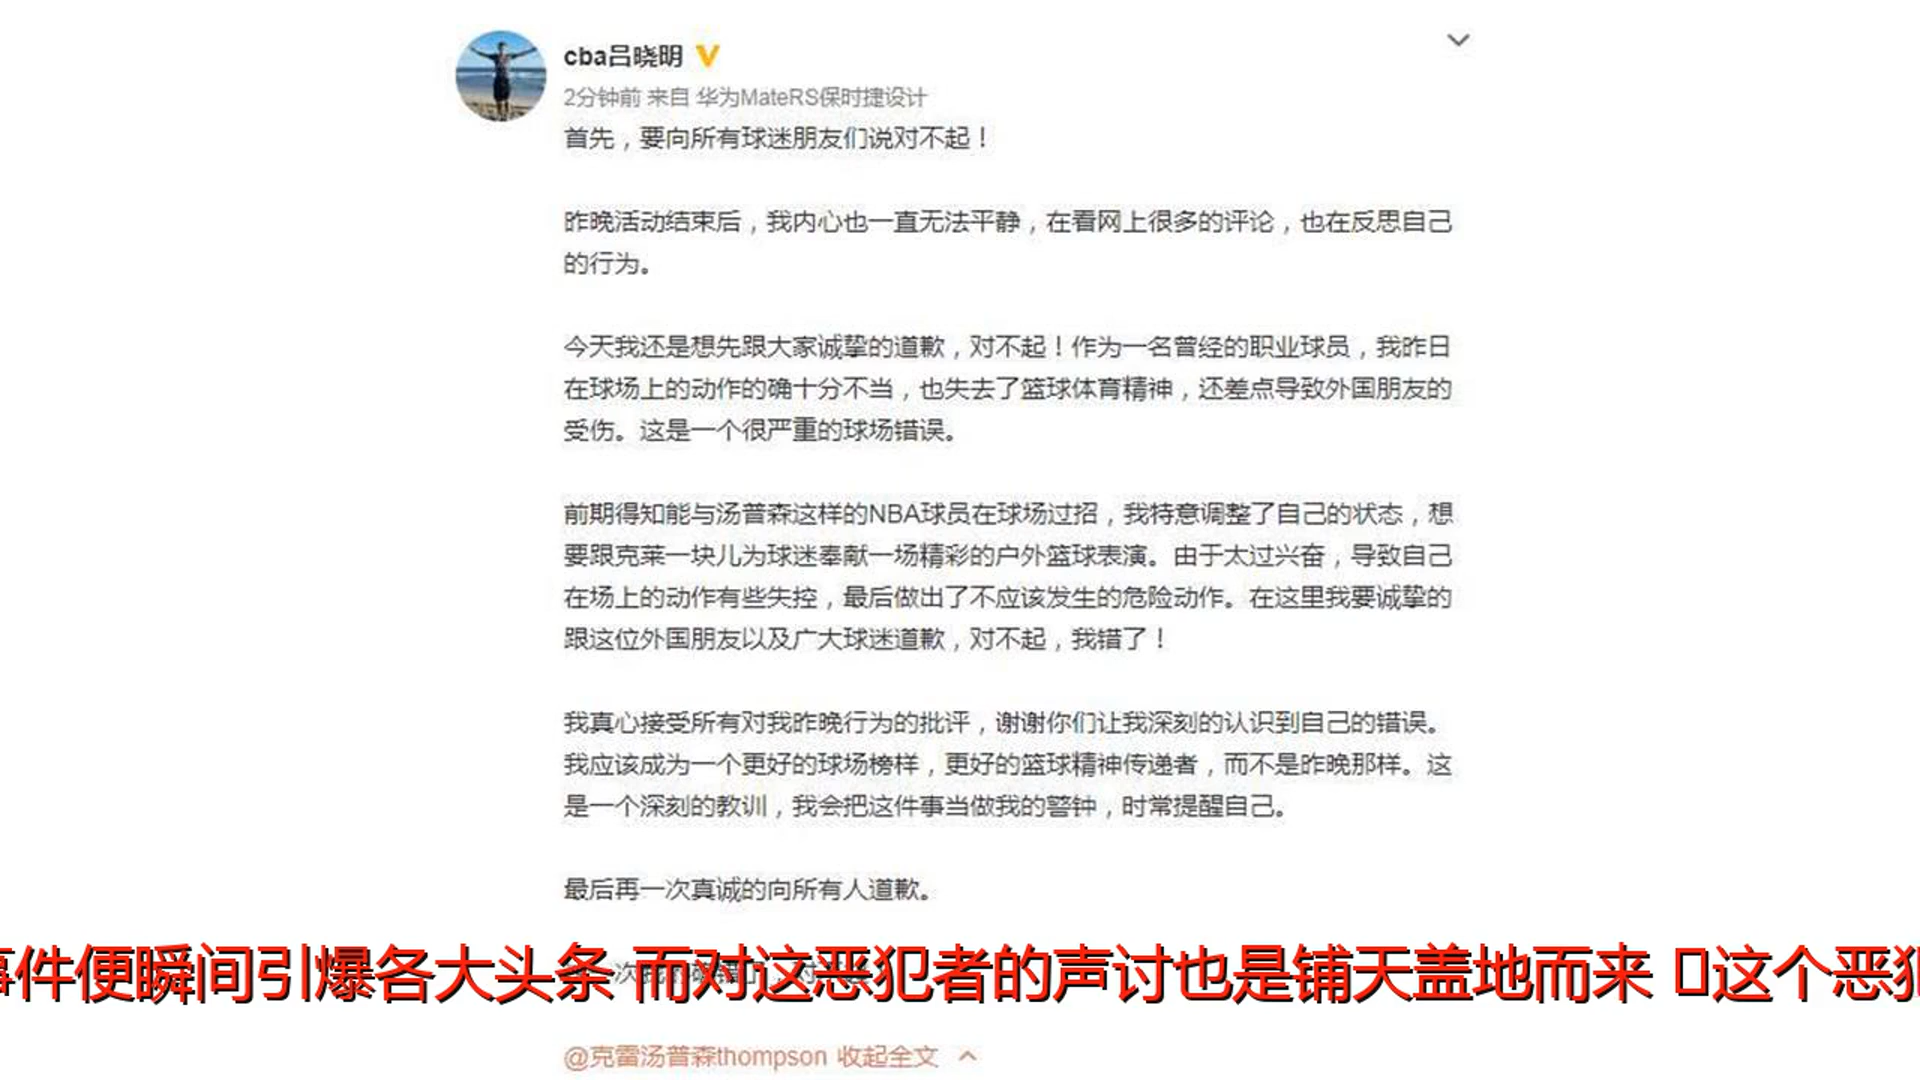 cba吕晓明
2分钟前 来自 华为MateRS保时捷设计
首先，要向所有球迷朋友们说对不起！
昨晚活动结束后，我内心也一直无法平静，在看网上很多的评论，也在反思自己
的行为。
今天我还是想先跟大家诚挚的道歉，对不起！作为一名曾经的职业球员，我昨日
在球场上的动作的确十分不当，也失去了篮球体育精神，还差点导致外国朋友的
受伤。这是一个很严重的球场错误。
前期得知能与汤普森这样的NBA球员在球场过招，我特意调整了自己的状态，想
要跟克莱一块儿为球迷奉献一场精彩的户外篮球表演。由于太过兴奋，导致自己
在场上的动作有些失控，最后做出了不应该发生的危险动作。在这里我要诚挚的
跟这位外国朋友以及广大球迷道歉，对不起，我错了！
我真心接受所有对我昨晚行为的批评，谢谢你们让我深刻的认识到自己的错误。
我应该成为一个更好的球场榜样，更好的篮球精神传递者，而不是昨晚那样。这
是一个深刻的教训，我会把这件事当做我的警钟，时常提醒自己。
最后再一次真诚的向所有人道歉。
事件便瞬间引爆各大头条 而对这恶犯者的声讨也是铺天盖地而来 这个恶犯
@克雷汤普森thompson 收起全文